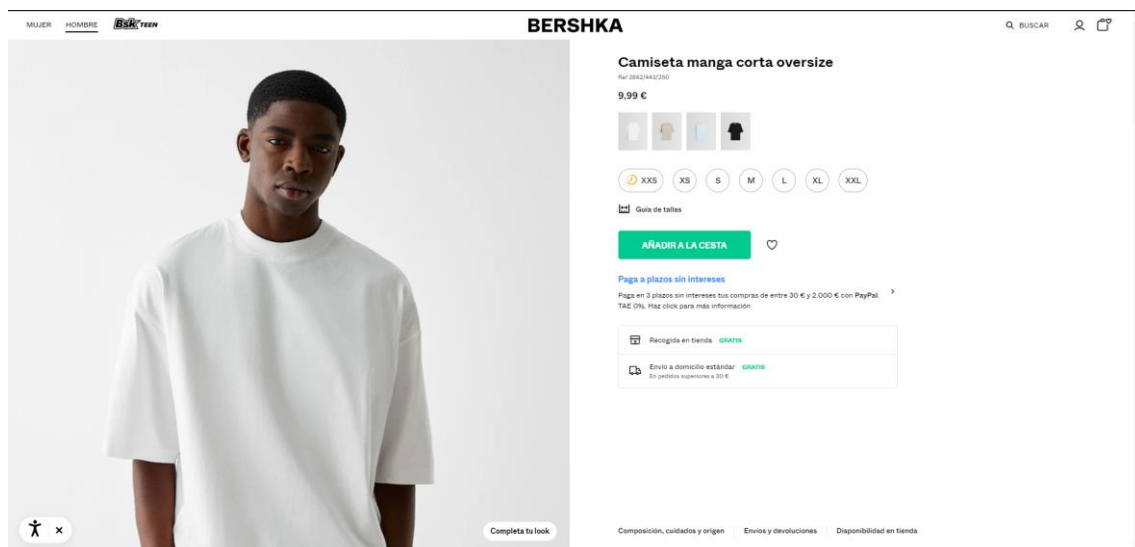 MUJER
HOMBRE
Bsk TEEN
BERSHKA
BUSCAR
Camiseta manga corta oversize
Ref 2842/942/250
9,99 €
XXS
XS
S
M
L
XL
XXL
Guía de tallas
AÑADIR A LA CESTA
Paga a plazos sin intereses
Paga en 3 plazos sin intereses tus compras de entre 30 € y 2.000 € con PayPal.
TAE 0%. Haz click para más información
Recogida en tienda GRATIS
Envío a domicilio estándar GRATIS
En pedidos superiores a 30 €
Completa tu look
Composición, cuidados y origen
Envíos y devoluciones
Disponibilidad en tienda